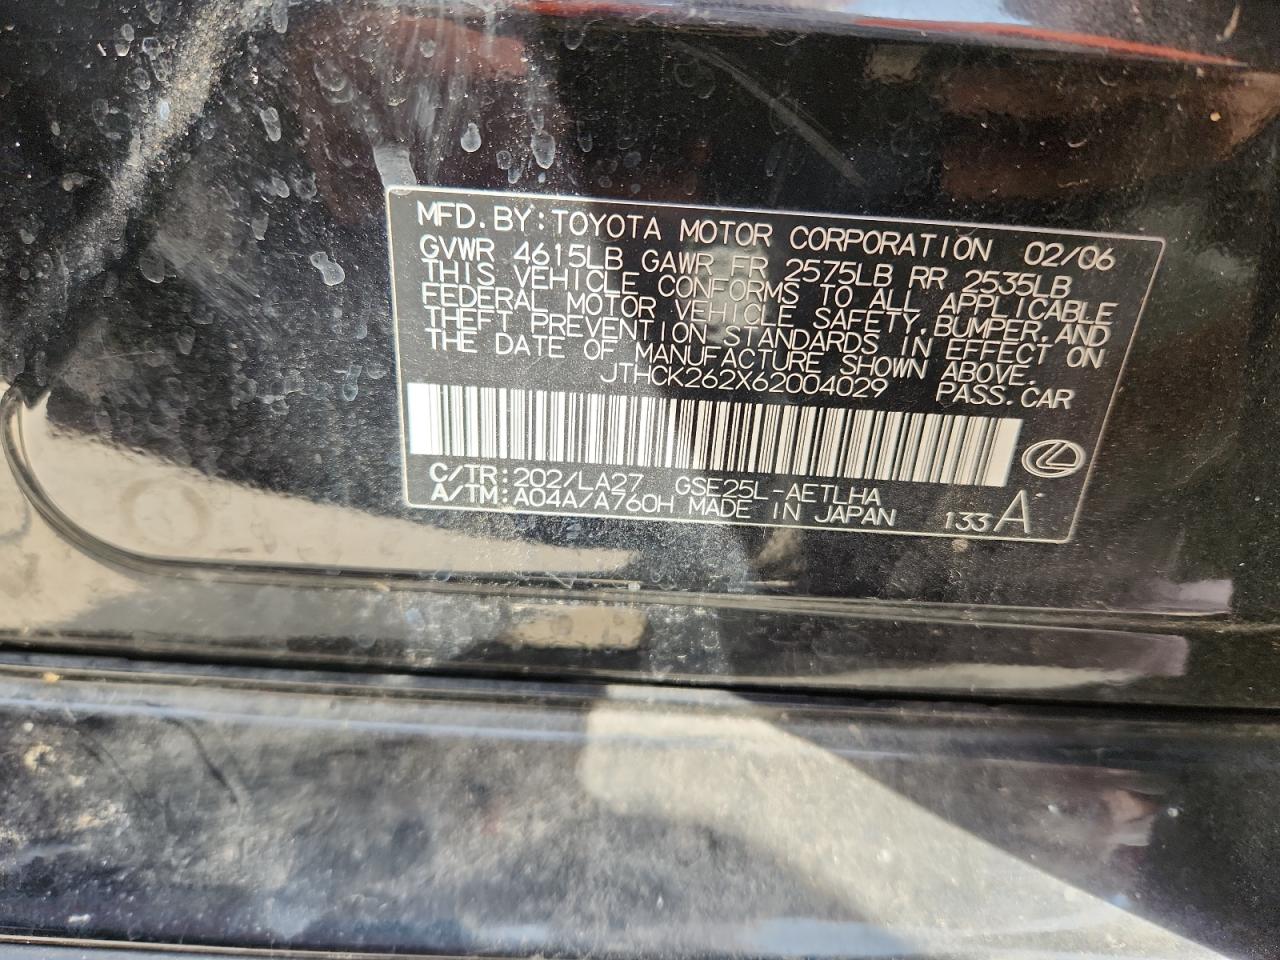 MFD.BY:TOYOTA MOTOR CORPORATION 02/06
GVWR 4615LB GAWR FR 2575LB RR 2535LB
THIS VEHICLE CONFORMS TO ALL APPLICABLE
FEDERAL MOTOR VEHICLE SAFETY,BUMPER,AND
THEFT PREVENTION STANDARDS IN EFFECT ON
THE DATE OF MANUFACTURE SHOWN ABOVE.
JTHCK262X62004029 PASS.CAR
C/TR:202/LA27 GSE25L-AETLHA
A/TM:A04A/A760H MADE IN JAPAN 133 A